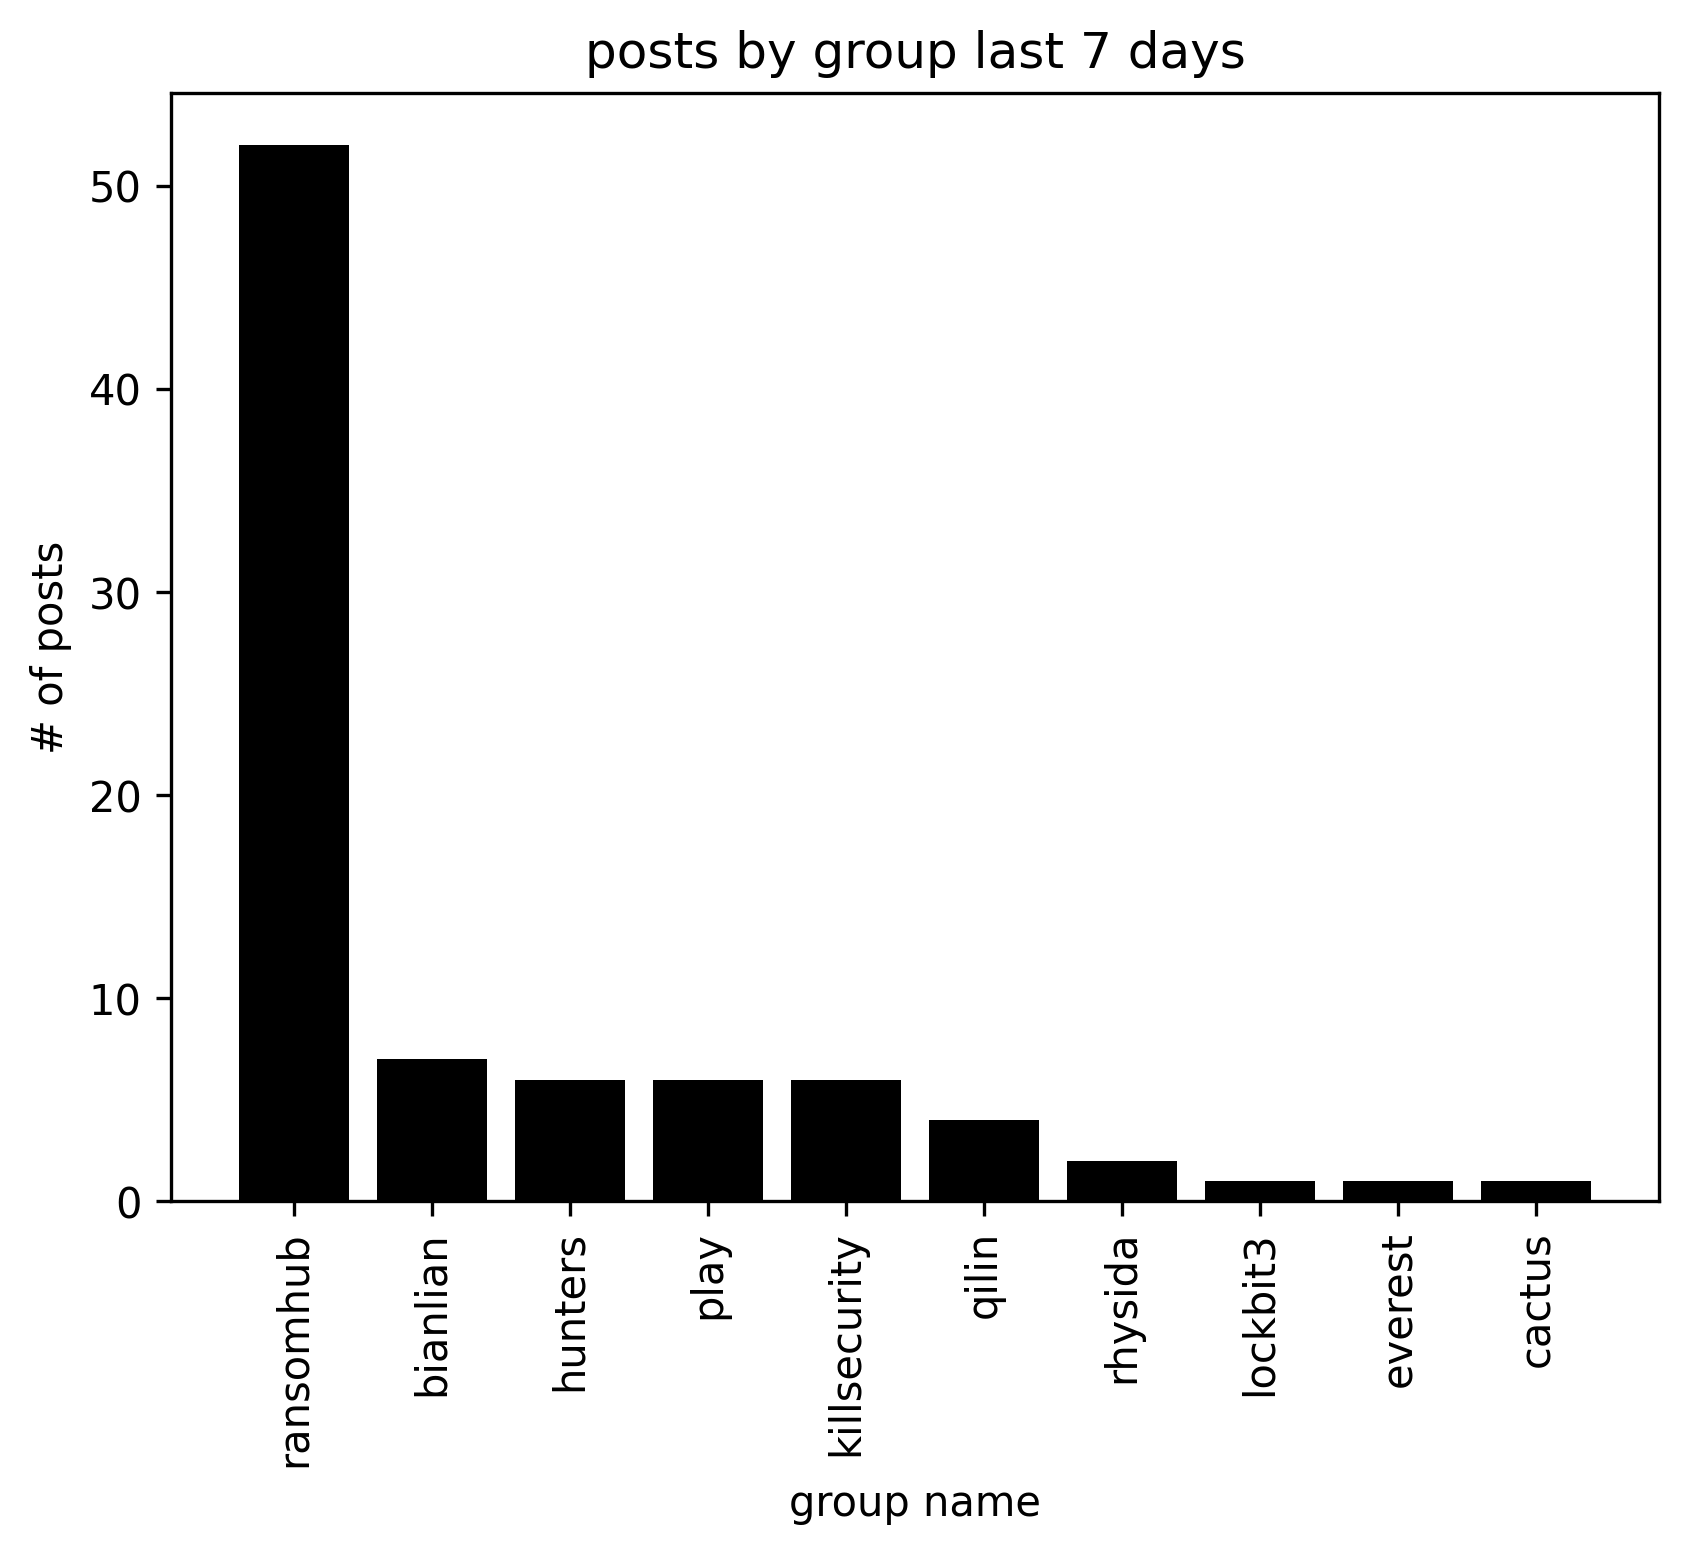 posts by group last 7 days
# of posts
50
40
30
20
10
0
ransomhub
bianlian
hunters
play
killsecurity
qilin
rhysida
lockbit3
everest
cactus
group name